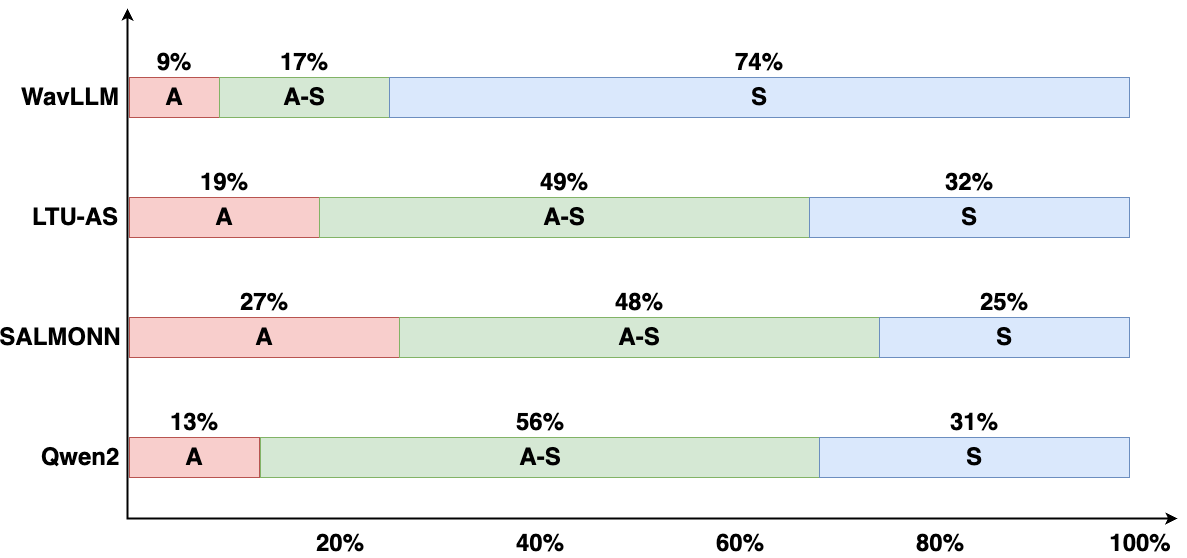 9% 17% 74%
WavLLM A A-S S
19% 49% 32%
LTU-AS A A-S S
27% 48% 25%
SALMONN A A-S S
13% 56% 31%
Qwen2 A A-S S
20% 40% 60% 80% 100%